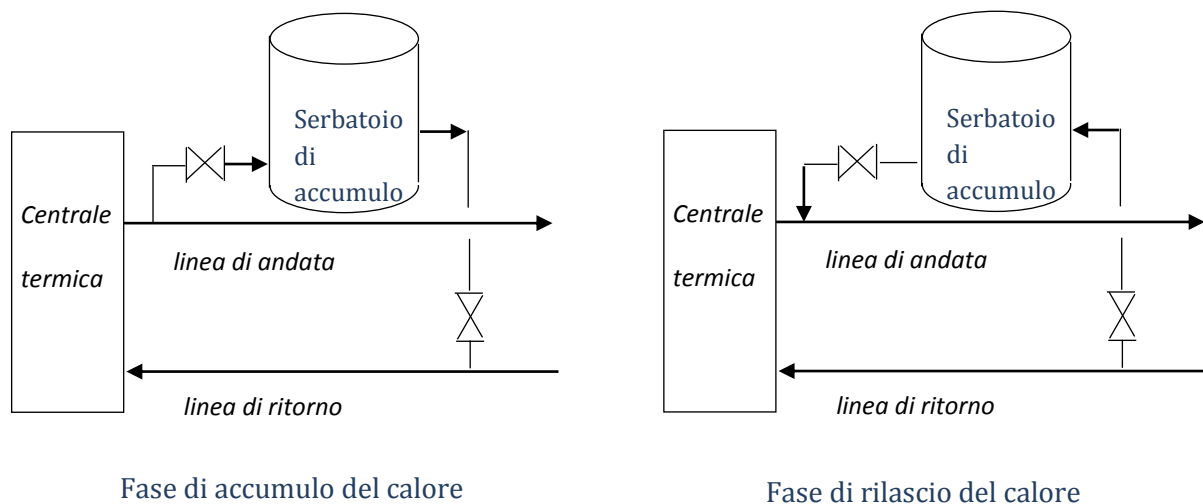 Serbatoio
di
accumulo
Centrale
termica
linea di andata
linea di ritorno
Fase di accumulo del calore
Serbatoio
di
accumulo
Centrale
termica
linea di andata
linea di ritorno
Fase di rilascio del calore